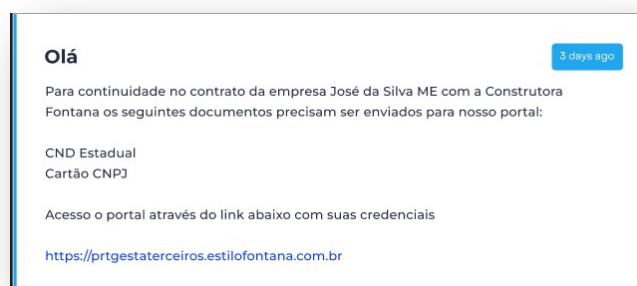 Olá
3 days ago
Para continuidade no contrato da empresa José da Silva ME com a Construtora
Fontana os seguintes documentos precisam ser enviados para nosso portal:
CND Estadual
Cartão CNPJ
Acesso o portal através do link abaixo com suas credenciais
https://prtgestaterceiros.estilofontana.com.br